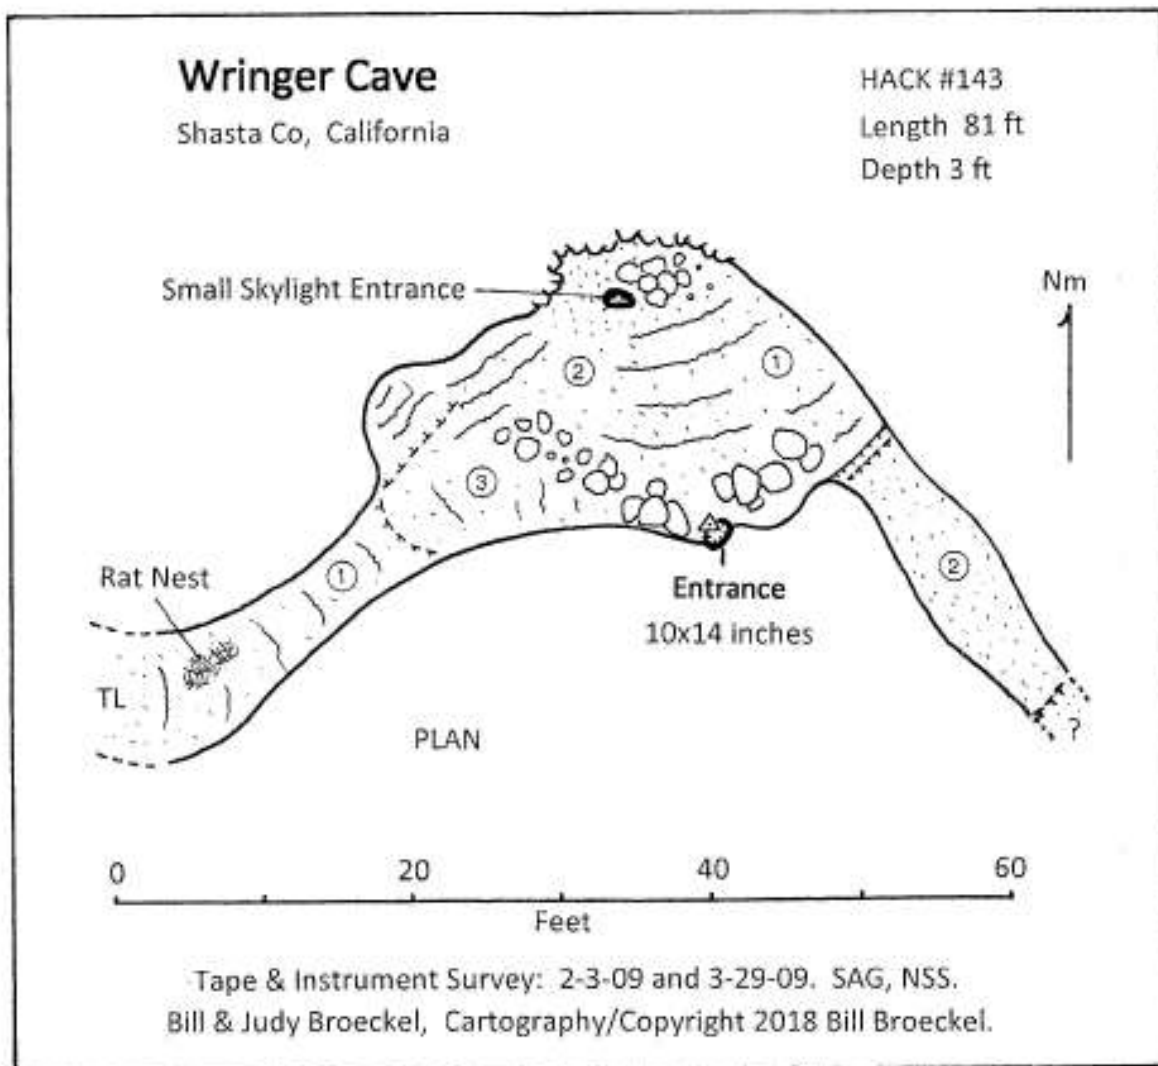 Wringer Cave
Shasta Co, California
HACK #143
Length 81 ft
Depth 3 ft
Small Skylight Entrance
Nm
2
1
3
1
Rat Nest
Entrance
10x14 inches
2
TL
?
PLAN
0 20 40 60
Feet
Tape & Instrument Survey: 2-3-09 and 3-29-09. SAG, NSS.
Bill & Judy Broeckel, Cartography/Copyright 2018 Bill Broeckel.